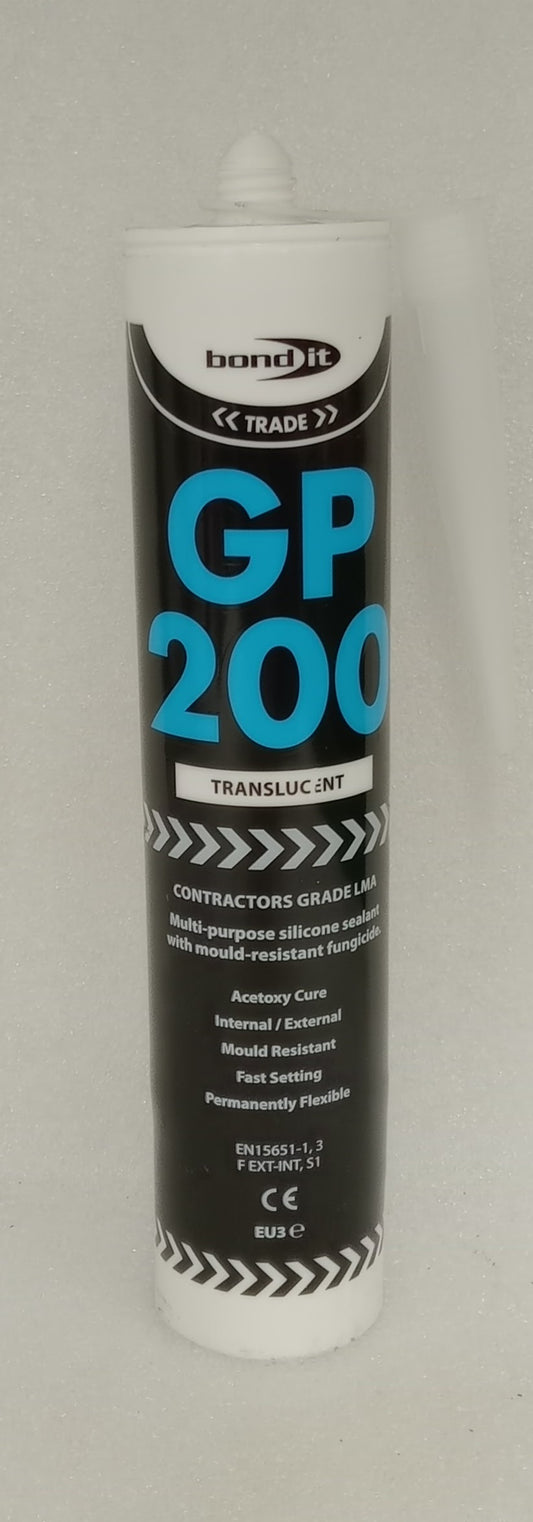 bond it
<< TRADE >>
GP
200
TRANSLUCENT
CONTRACTORS GRADE LMA
Multi-purpose silicone sealant
with mould-resistant fungicide.
Acetoxy Cure
Internal / External
Mould Resistant
Fast Setting
Permanently Flexible
EN15651-1, 3
F EXT-INT, S1
CE
EU3 ℮